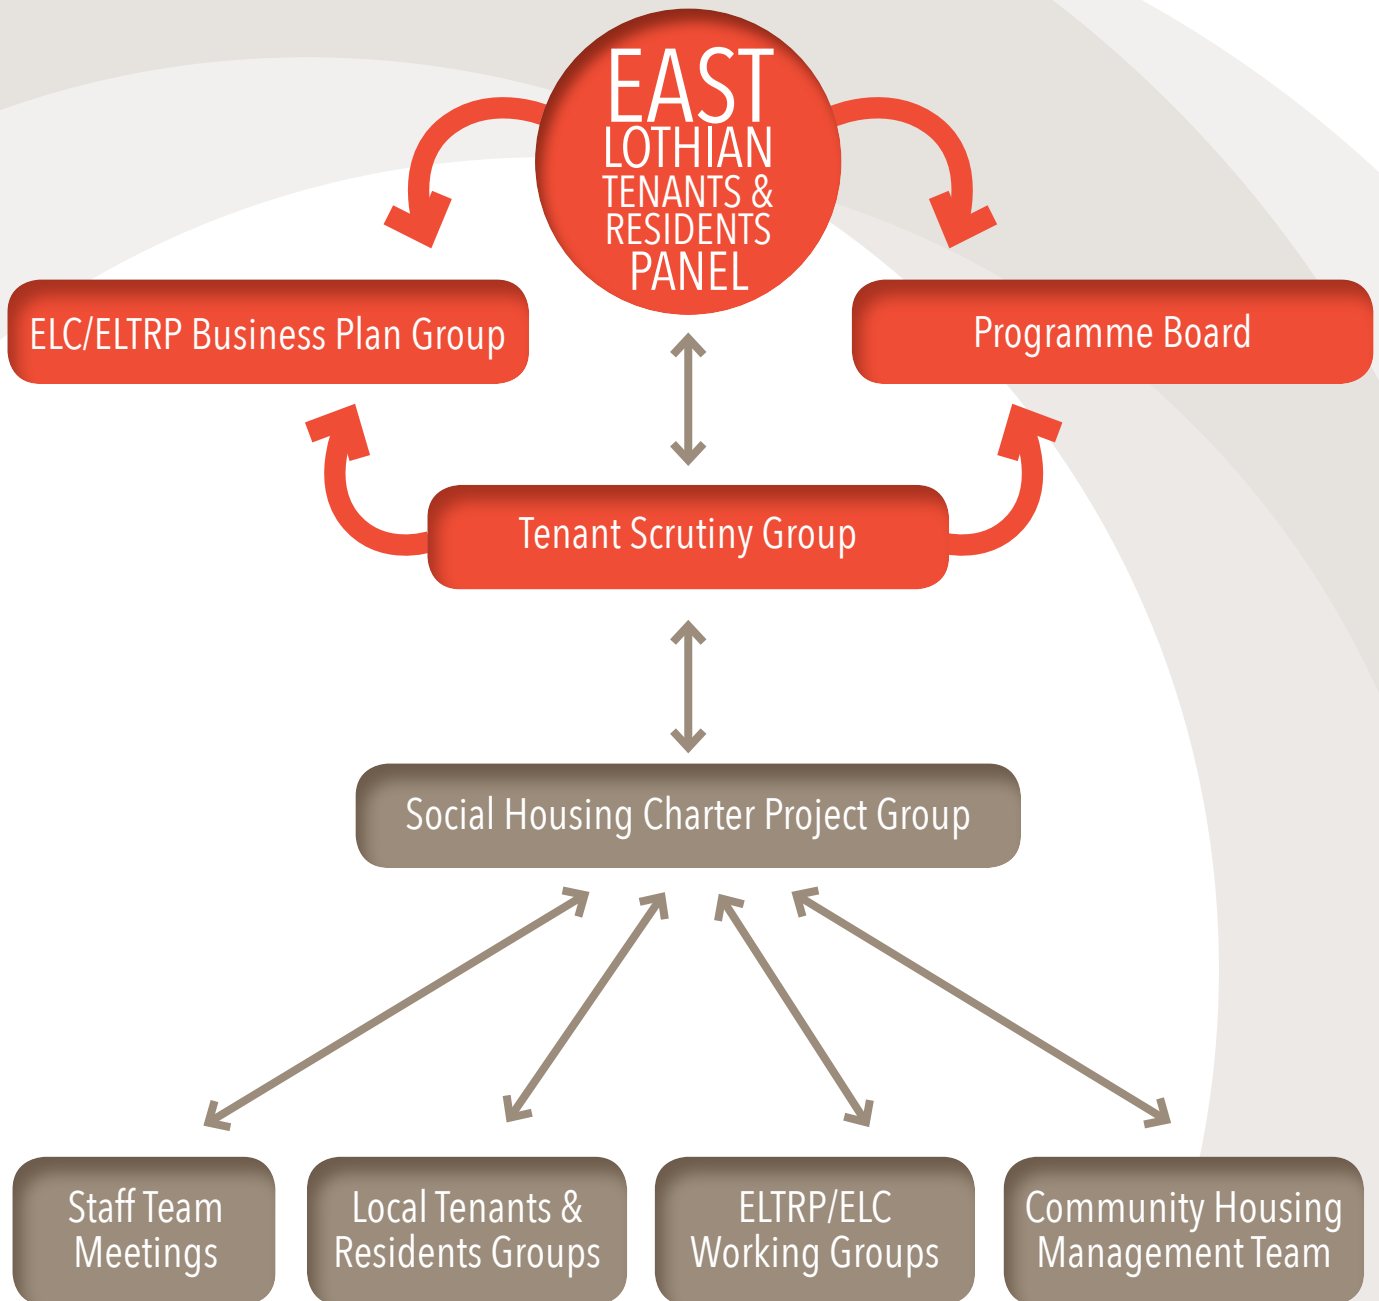 EAST
LOTHIAN
TENANTS &
RESIDENTS
PANEL
ELC/ELTRP Business Plan Group
Programme Board
Tenant Scrutiny Group
Social Housing Charter Project Group
Staff Team
Meetings
Local Tenants &
Residents Groups
ELTRP/ELC
Working Groups
Community Housing
Management Team